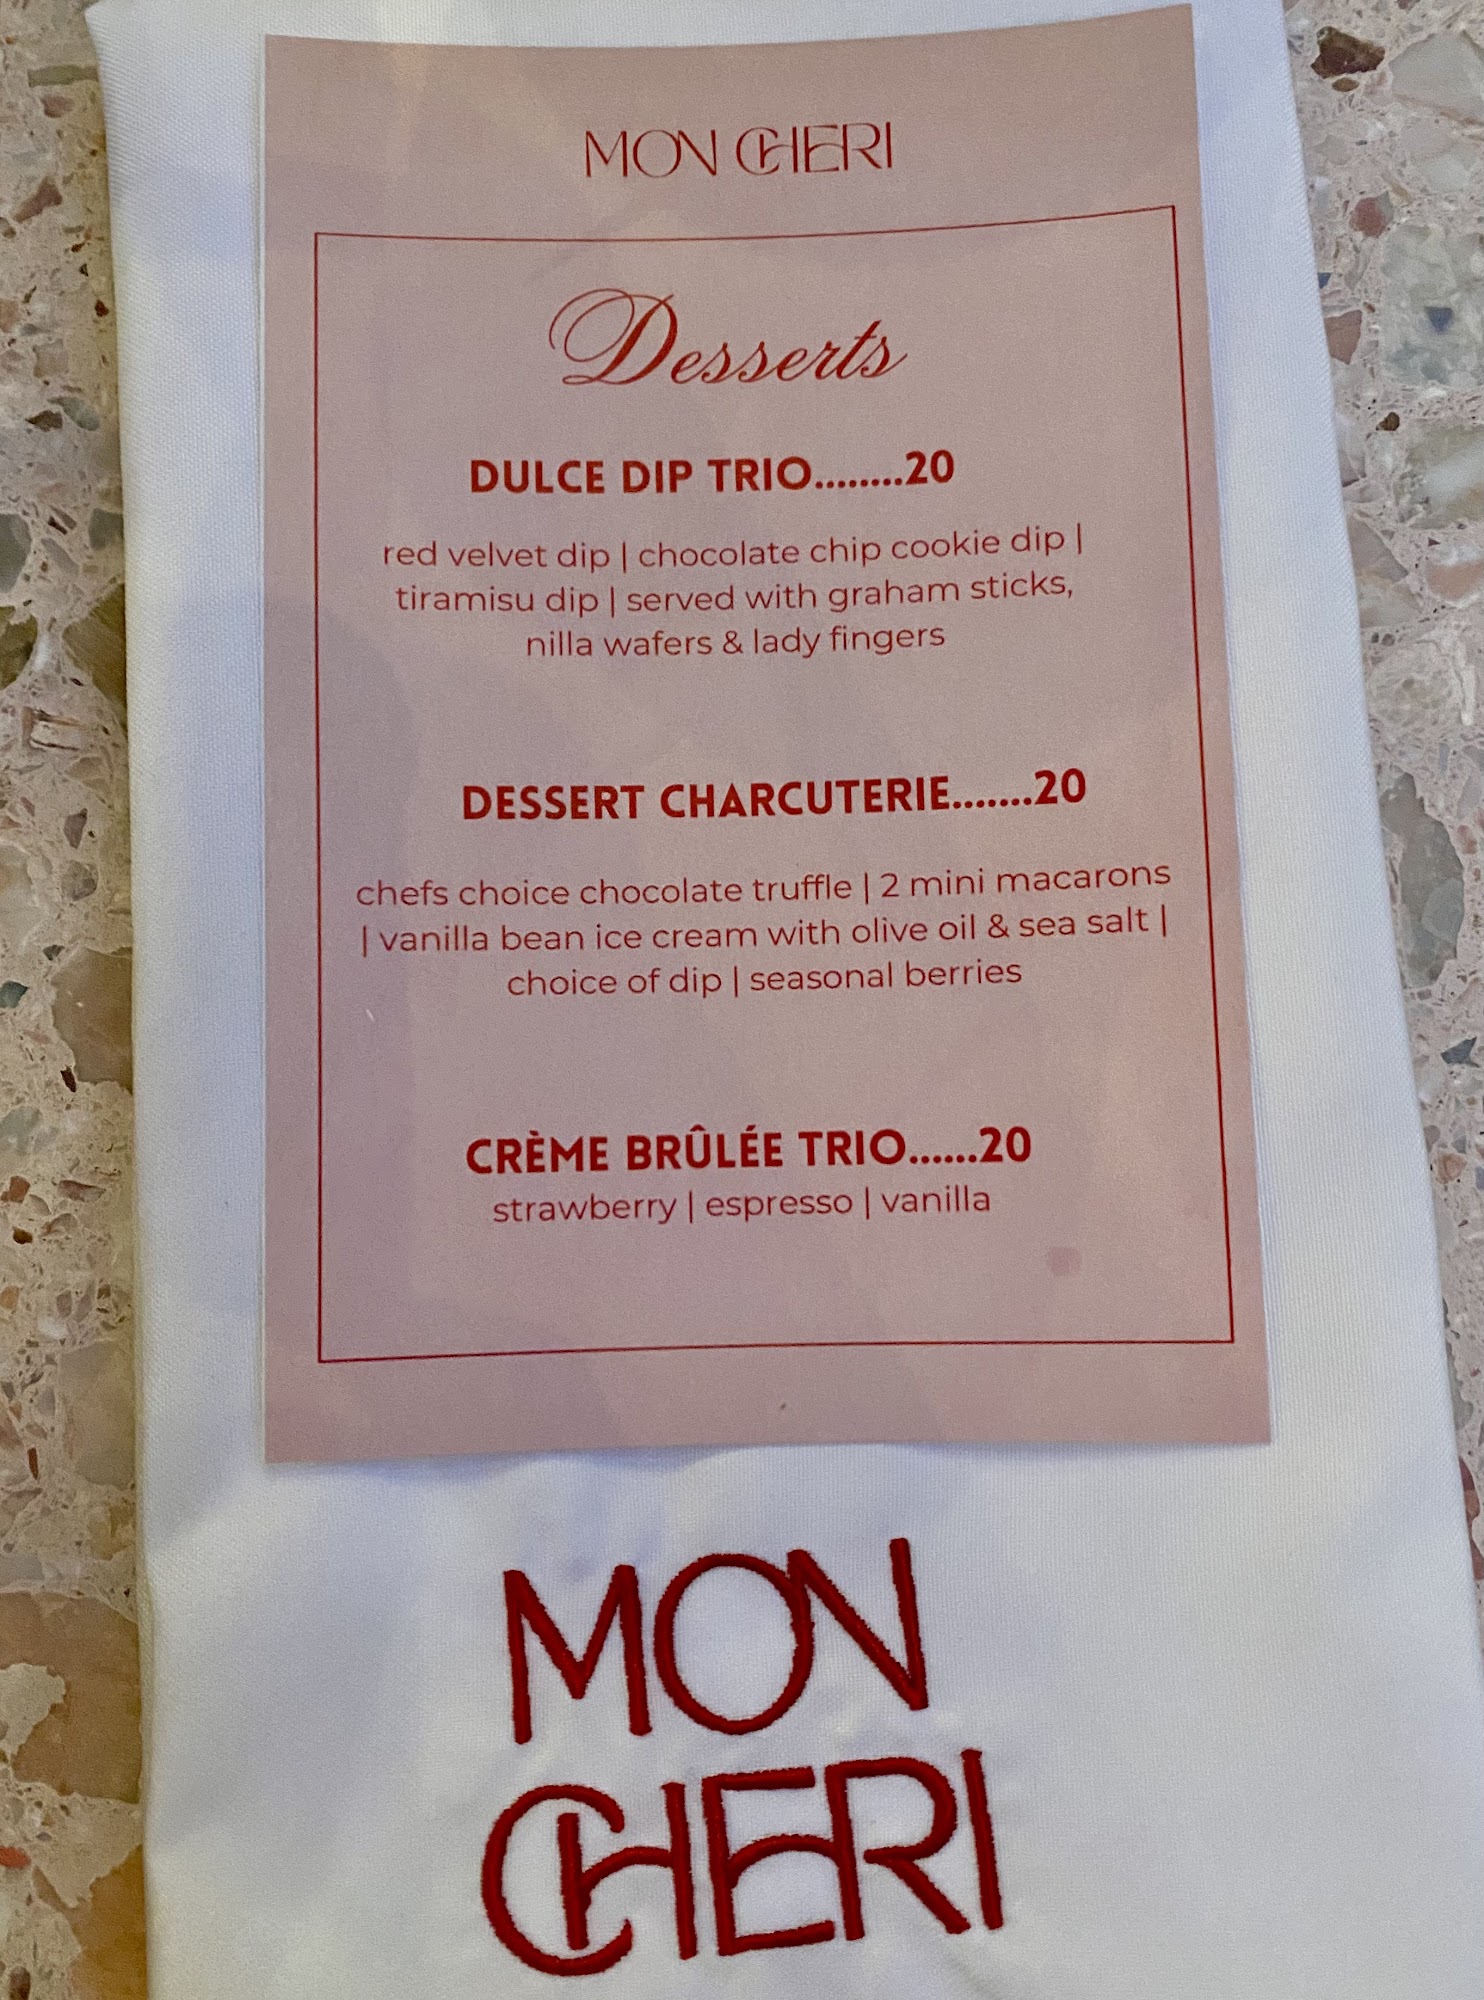 MON CHERI
Desserts
DULCE DIP TRIO........20
red velvet dip | chocolate chip cookie dip |
tiramisu dip | served with graham sticks,
nilla wafers & lady fingers
DESSERT CHARCUTERIE.......20
chefs choice chocolate truffle | 2 mini macarons
| vanilla bean ice cream with olive oil & sea salt |
choice of dip | seasonal berries
CRÈME BRÛLÉE TRIO......20
strawberry | espresso | vanilla
MON
CHERI